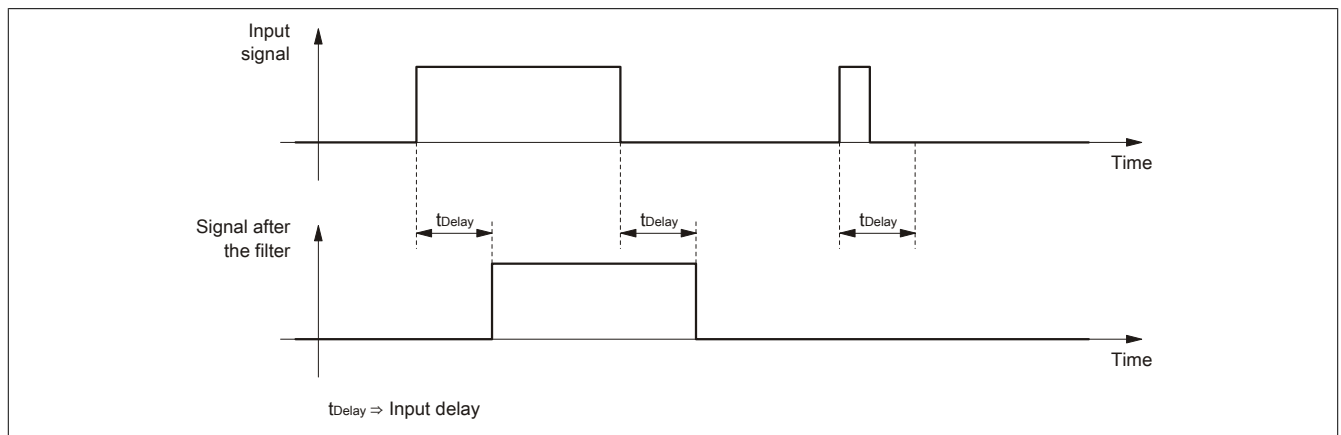 Input
signal
Time
tDelay
tDelay
tDelay
Signal after
the filter
Time
tDelay ⇒ Input delay